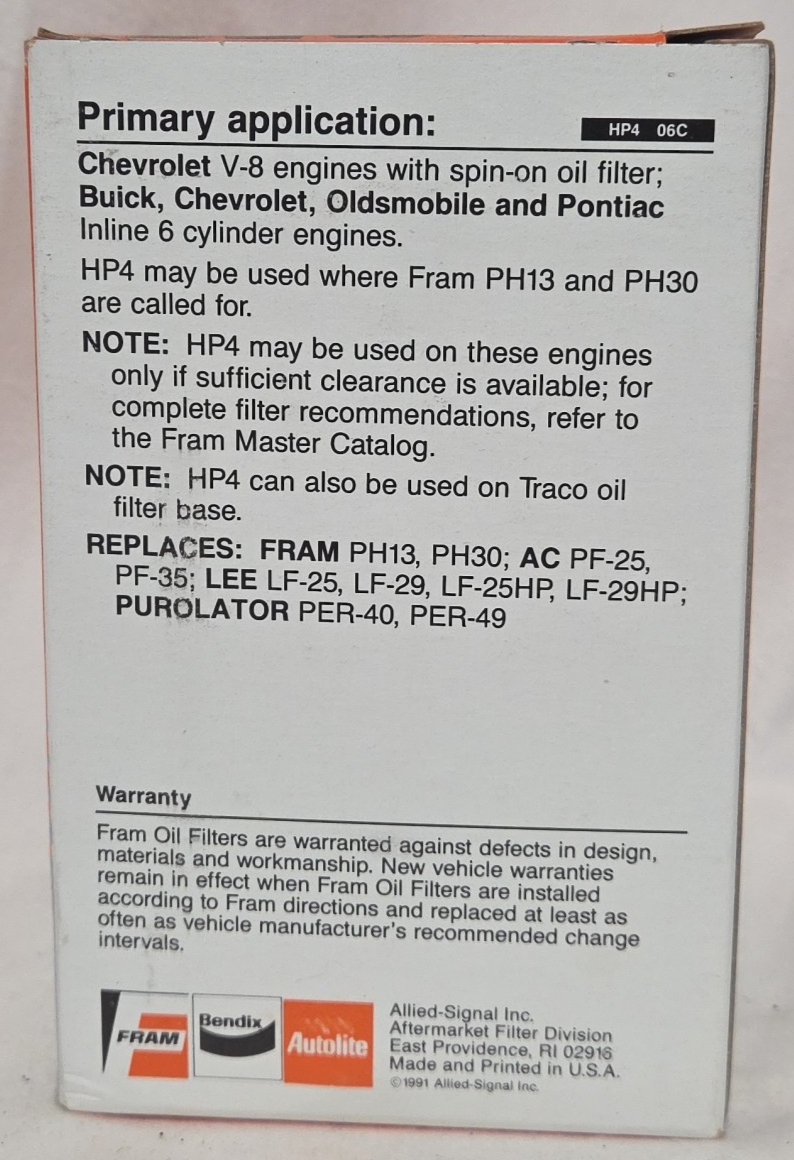 Primary application:
HP4 06C
Chevrolet V-8 engines with spin-on oil filter;
Buick, Chevrolet, Oldsmobile and Pontiac
Inline 6 cylinder engines.
HP4 may be used where Fram PH13 and PH30
are called for.
NOTE: HP4 may be used on these engines
only if sufficient clearance is available; for
complete filter recommendations, refer to
the Fram Master Catalog.
NOTE: HP4 can also be used on Traco oil
filter base.
REPLACES: FRAM PH13, PH30; AC PF-25,
PF-35; LEE LF-25, LF-29, LF-25HP, LF-29HP;
PUROLATOR PER-40, PER-49
Warranty
Fram Oil Filters are warranted against defects in design,
materials and workmanship. New vehicle warranties
remain in effect when Fram Oil Filters are installed
according to Fram directions and replaced at least as
often as vehicle manufacturer's recommended change
intervals.
FRAM
Bendix
Autolite
Allied-Signal Inc.
Aftermarket Filter Division
East Providence, RI 02916
Made and Printed in U.S.A.
©1991 Allied-Signal Inc.